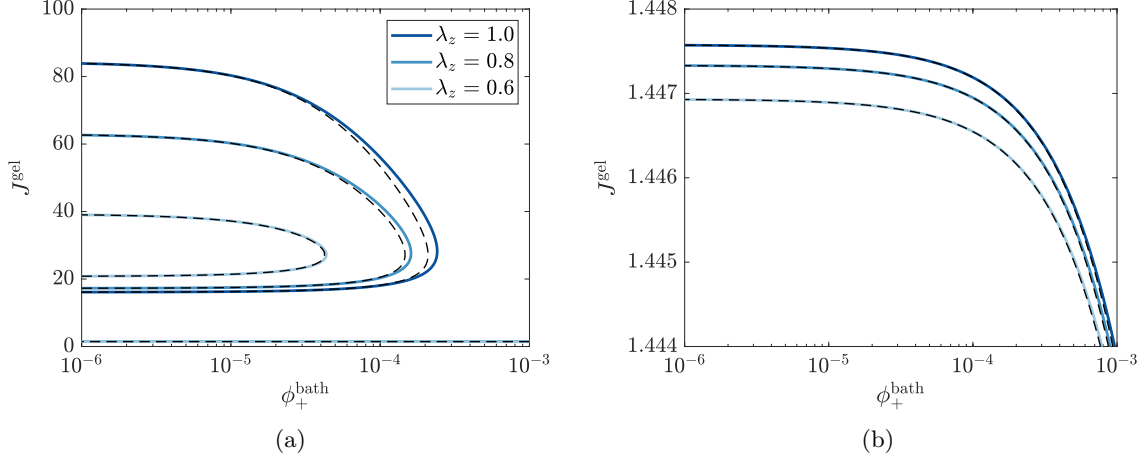 100
80
60
40
20
0
J^gel
10^−6
10^−5
10^−4
10^−3
ϕ_+^bath
λ_z = 1.0
λ_z = 0.8
λ_z = 0.6
(a)
1.448
1.447
1.446
1.445
1.444
J^gel
10^−6
10^−5
10^−4
10^−3
ϕ_+^bath
(b)